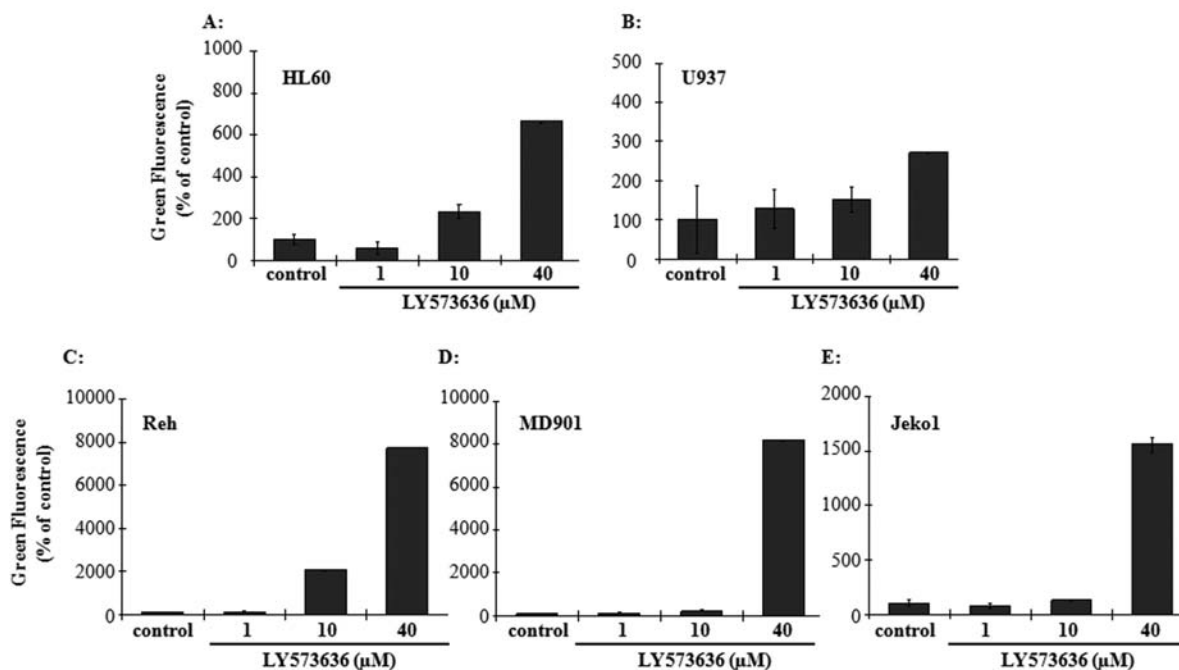 A:
B:
Green Fluorescence
(% of control)
1000
800
600
400
200
0
HL60
control 1 10 40
LY573636 (µM)
500
400
300
200
100
0
U937
control 1 10 40
LY573636 (µM)
C:
D:
E:
Green Fluorescence
(% of control)
10000
8000
6000
4000
2000
0
Reh
control 1 10 40
LY573636 (µM)
10000
8000
6000
4000
2000
0
MD901
control 1 10 40
LY573636 (µM)
2000
1500
1000
500
0
Jeko1
control 1 10 40
LY573636 (µM)